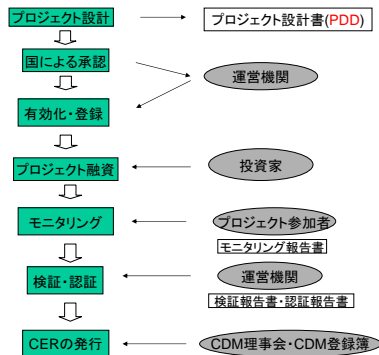 プロジェクト設計
プロジェクト設計書(PDD)
国による承認
運営機関
有効化・登録
プロジェクト融資
投資家
モニタリング
プロジェクト参加者
モニタリング報告書
検証・認証
運営機関
検証報告書・認証報告書
CERの発行
CDM理事会・CDM登録簿